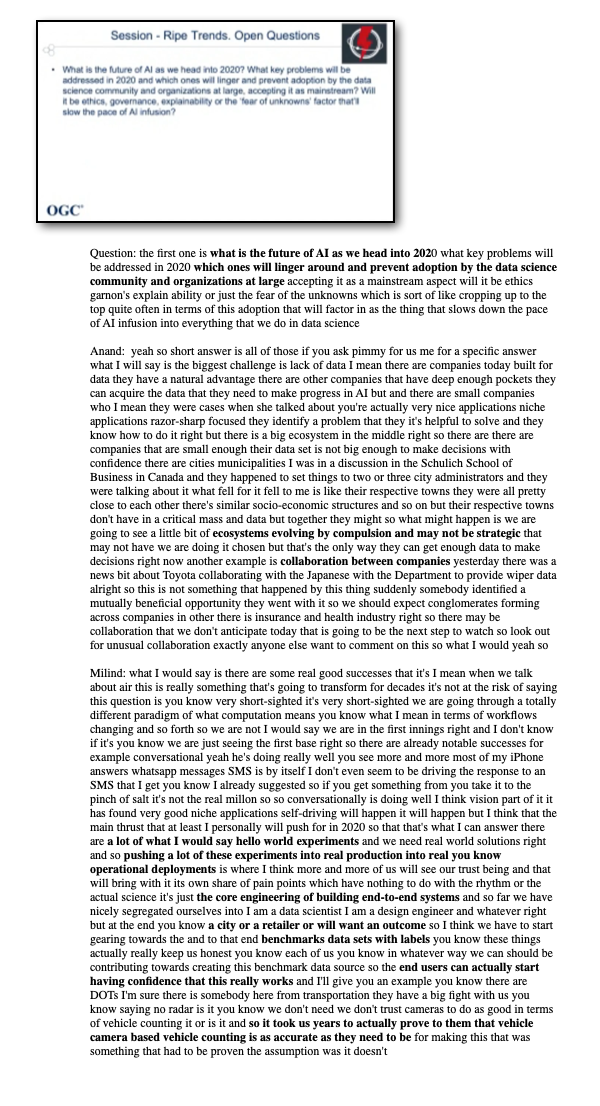 Session - Ripe Trends. Open Questions
• What is the future of AI as we head into 2020? What key problems will be
addressed in 2020 and which ones will linger and prevent adoption by the data
science community and organizations at large, accepting it as mainstream? Will
it be ethics, governance, explainability or the 'fear of unknowns' factor that'll
slow the pace of AI infusion?
OGC
Question: the first one is what is the future of AI as we head into 2020 what key problems will
be addressed in 2020 which ones will linger around and prevent adoption by the data science
community and organizations at large accepting it as a mainstream aspect will it be ethics
garnon's explain ability or just the fear of the unknowns which is sort of like cropping up to the
top quite often in terms of this adoption that will factor in as the thing that slows down the pace
of AI infusion into everything that we do in data science
Anand:  yeah so short answer is all of those if you ask pimmy for us me for a specific answer
what I will say is the biggest challenge is lack of data I mean there are companies today built for
data they have a natural advantage there are other companies that have deep enough pockets they
can acquire the data that they need to make progress in AI but and there are small companies
who I mean they were cases when she talked about you're actually very nice applications niche
applications razor-sharp focused they identify a problem that they it's helpful to solve and they
know how to do it right but there is a big ecosystem in the middle right so there are there are
companies that are small enough their data set is not big enough to make decisions with
confidence there are cities municipalities I was in a discussion in the Schulich School of
Business in Canada and they happened to set things to two or three city administrators and they
were talking about it what fell for it fell to me is like their respective towns they were all pretty
close to each other there's similar socio-economic structures and so on but their respective towns
don't have in a critical mass and data but together they might so what might happen is we are
going to see a little bit of ecosystems evolving by compulsion and may not be strategic that
may not have we are doing it chosen but that's the only way they can get enough data to make
decisions right now another example is collaboration between companies yesterday there was a
news bit about Toyota collaborating with the Japanese with the Department to provide wiper data
alright so this is not something that happened by this thing suddenly somebody identified a
mutually beneficial opportunity they went with it so we should expect conglomerates forming
across companies in other there is insurance and health industry right so there may be
collaboration that we don't anticipate today that is going to be the next step to watch so look out
for unusual collaboration exactly anyone else want to comment on this so what I would yeah so
Milind: what I would say is there are some real good successes that it's I mean when we talk
about air this is really something that's going to transform for decades it's not at the risk of saying
this question is you know very short-sighted it's very short-sighted we are going through a totally
different paradigm of what computation means you know what I mean in terms of workflows
changing and so forth so we are not I would say we are in the first innings right and I don't know
if it's you know we are just seeing the first base right so there are already notable successes for
example conversational yeah he's doing really well you see more and more most of my iPhone
answers whatsapp messages SMS is by itself I don't even seem to be driving the response to an
SMS that I get you know I already suggested so if you get something from you take it to the
pinch of salt it's not the real millon so so conversationally is doing well I think vision part of it it
has found very good niche applications self-driving will happen it will happen but I think that the
main thrust that at least I personally will push for in 2020 so that that's what I can answer there
are a lot of what I would say hello world experiments and we need real world solutions right
and so pushing a lot of these experiments into real production into real you know
operational deployments is where I think more and more of us will see our trust being and that
will bring with it its own share of pain points which have nothing to do with the rhythm or the
actual science it's just the core engineering of building end-to-end systems and so far we have
nicely segregated ourselves into I am a data scientist I am a design engineer and whatever right
but at the end you know a city or a retailer or will want an outcome so I think we have to start
gearing towards the and to that end benchmarks data sets with labels you know these things
actually really keep us honest you know each of us you know in whatever way we can should be
contributing towards creating this benchmark data source so the end users can actually start
having confidence that this really works and I'll give you an example you know there are
DOTs I'm sure there is somebody here from transportation they have a big fight with us you
know saying no radar is it you know we don't need we don't trust cameras to do as good in terms
of vehicle counting it or is it and so it took us years to actually prove to them that vehicle
camera based vehicle counting is as accurate as they need to be for making this that was
something that had to be proven the assumption was it doesn't